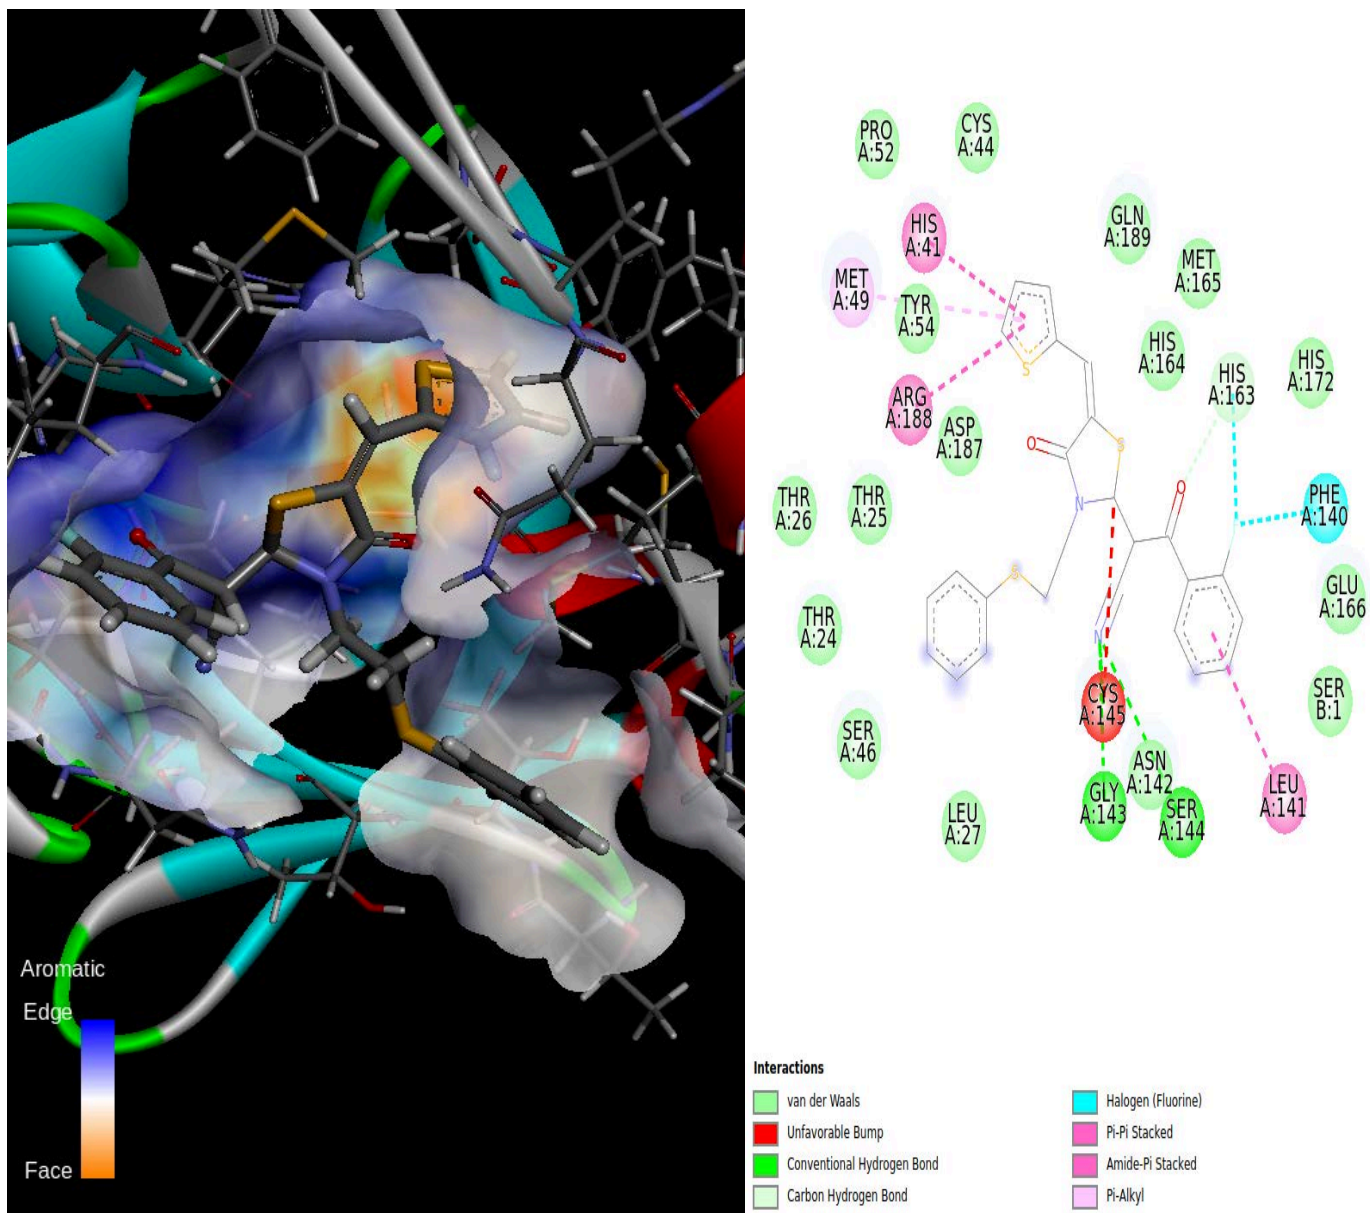 Aromatic
Edge
Face
PRO
A:52
CYS
A:44
HIS
A:41
GLN
A:189
MET
A:49
TYR
A:54
MET
A:165
HIS
A:164
HIS
A:163
HIS
A:172
ARG
A:188
ASP
A:187
S
O
S
N
O
THR
A:26
THR
A:25
PHE
A:140
S
GLU
A:166
THR
A:24
N
CYS
A:145
SER
B:1
SER
A:46
ASN
A:142
LEU
A:27
GLY
A:143
SER
A:144
LEU
A:141
Interactions
van der Waals
Unfavorable Bump
Conventional Hydrogen Bond
Carbon Hydrogen Bond
Halogen (Fluorine)
Pi-Pi Stacked
Amide-Pi Stacked
Pi-Alkyl